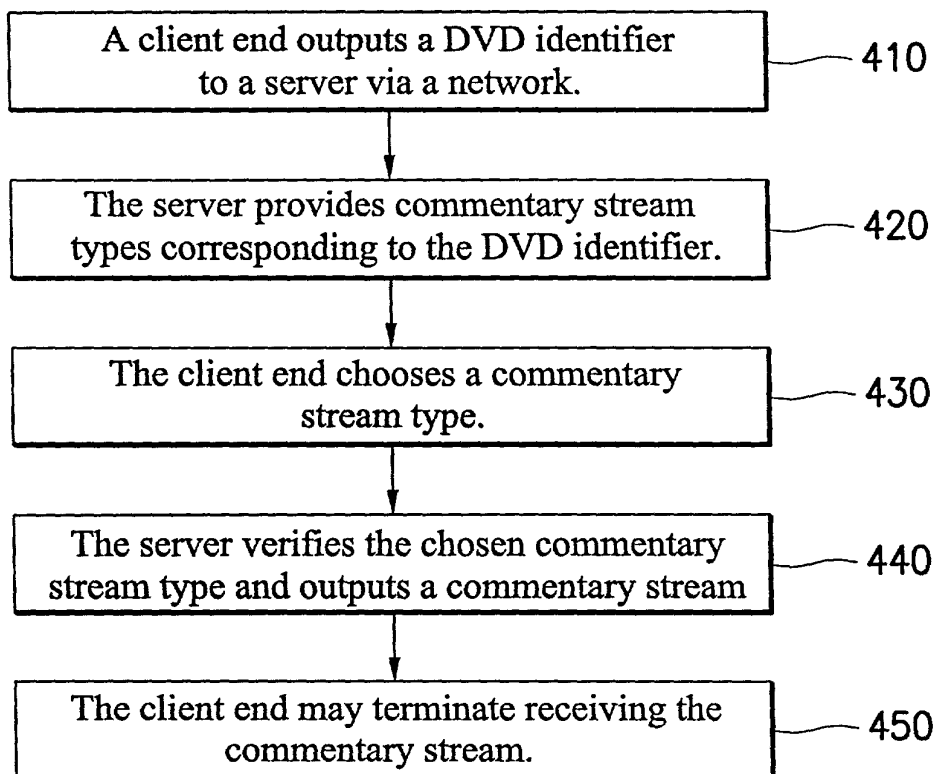 A client end outputs a DVD identifier
to a server via a network.
410
The server provides commentary stream
types corresponding to the DVD identifier.
420
The client end chooses a commentary
stream type.
430
The server verifies the chosen commentary
stream type and outputs a commentary stream
440
The client end may terminate receiving the
commentary stream.
450